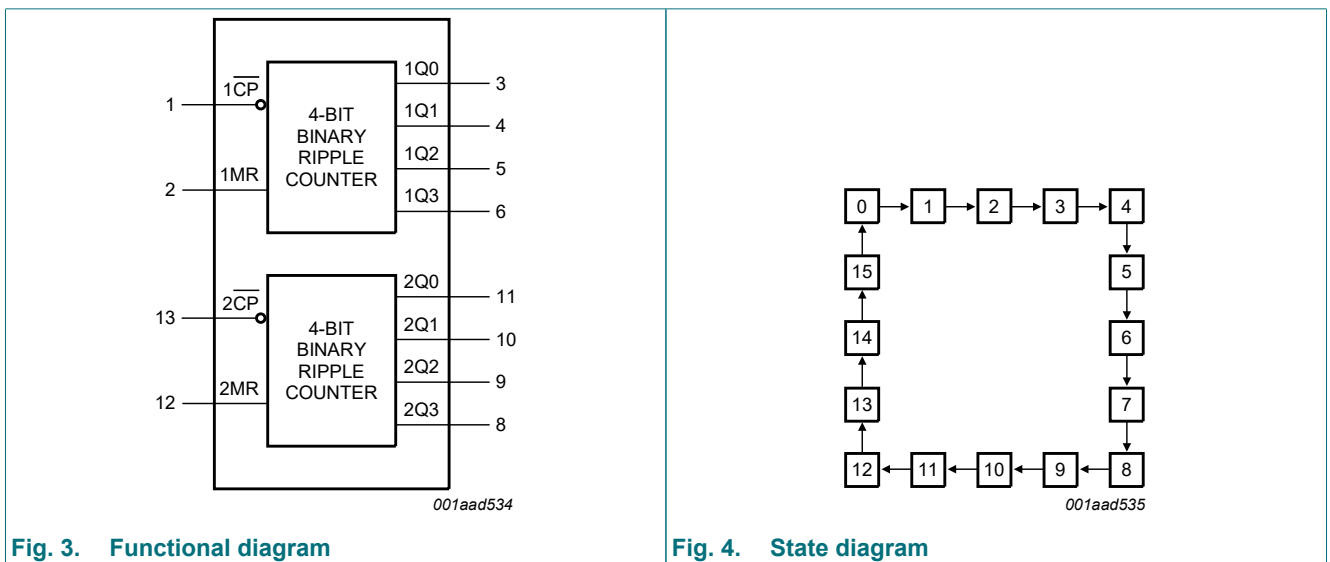 1
1C̅P̅
2
1MR
4-BIT
BINARY
RIPPLE
COUNTER
1Q0
3
1Q1
4
1Q2
5
1Q3
6
13
2C̅P̅
12
2MR
4-BIT
BINARY
RIPPLE
COUNTER
2Q0
11
2Q1
10
2Q2
9
2Q3
8
001aad534
Fig. 3. Functional diagram
0 1 2 3 4
15 5
14 6
13 7
12 11 10 9 8
001aad535
Fig. 4. State diagram